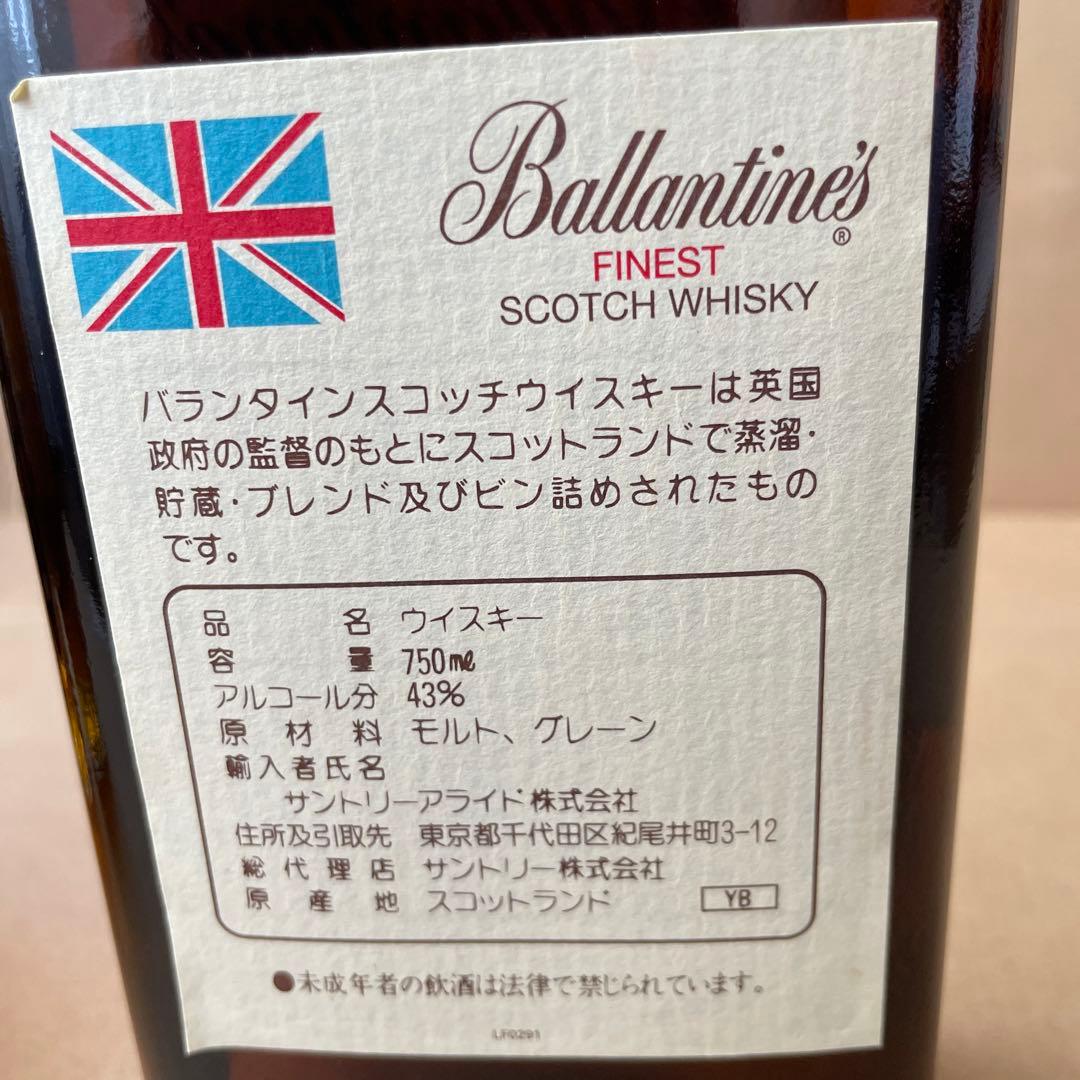 Ballantine's
®
FINEST
SCOTCH WHISKY
バランタインスコッチウイスキーは英国
政府の監督のもとにスコットランドで蒸溜・
貯蔵・ブレンド及びビン詰めされたもの
です。
品名 ウイスキー
容量 750㎖
アルコール分 43%
原材料 モルト、グレーン
輸入者氏名
サントリーアライド株式会社
住所及引取先 東京都千代田区紀尾井町3-12
総代理店 サントリー株式会社
原産地 スコットランド YB
●未成年者の飲酒は法律で禁じられています。
LF0291